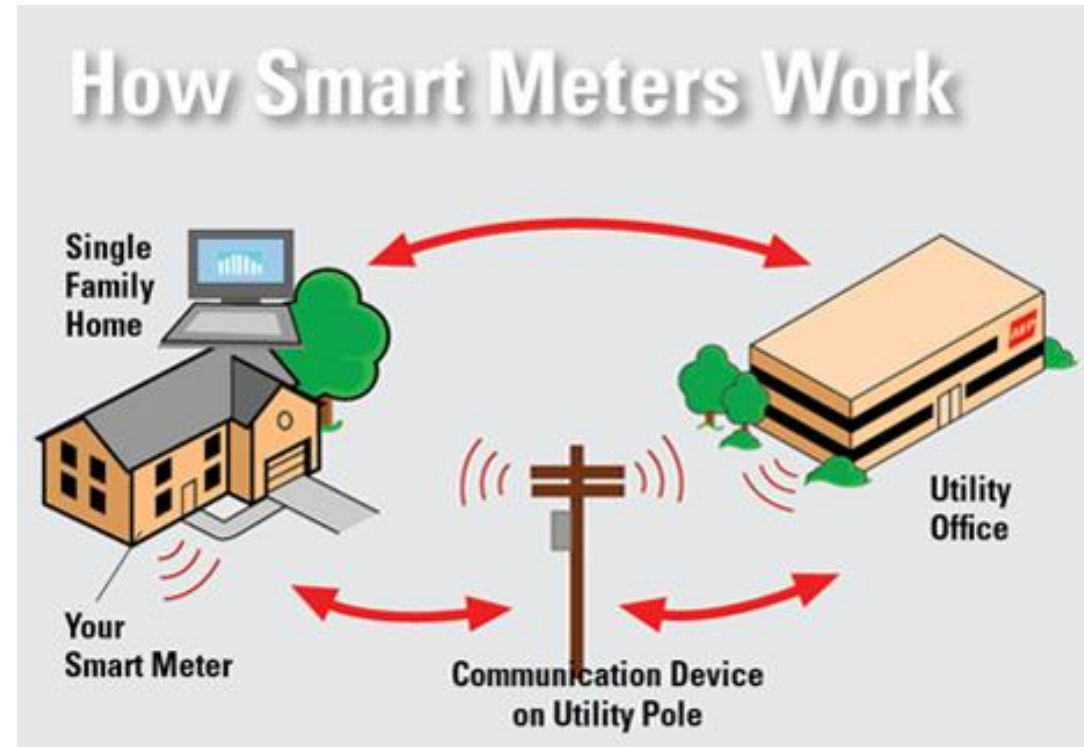 How Smart Meters Work
Single
Family
Home
Utility
Office
Your
Smart Meter
Communication Device
on Utility Pole